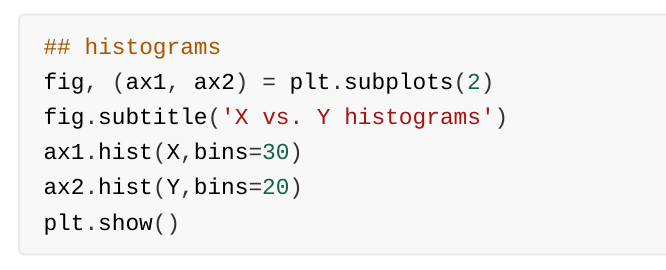 ## histograms
fig, (ax1, ax2) = plt.subplots(2)
fig.subtitle('X vs. Y histograms')
ax1.hist(X,bins=30)
ax2.hist(Y,bins=20)
plt.show()